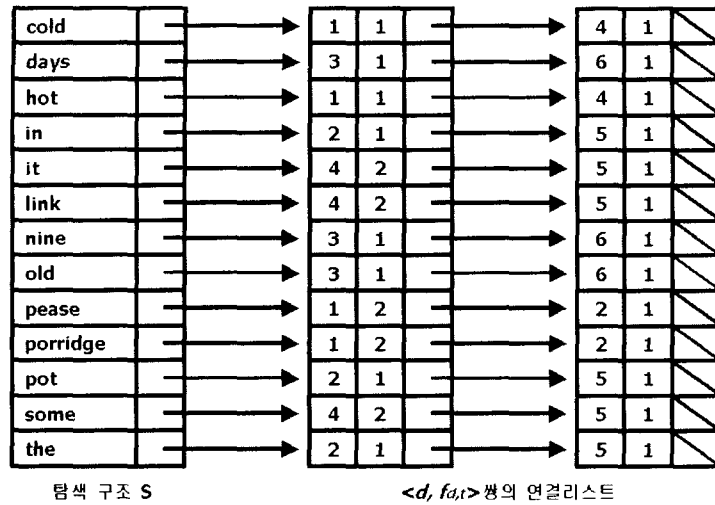 cold 1 1 4 1
days 3 1 6 1
hot 1 1 4 1
in 2 1 5 1
it 4 2 5 1
link 4 2 5 1
nine 3 1 6 1
old 3 1 6 1
pease 1 2 2 1
porridge 1 2 2 1
pot 2 1 5 1
some 4 2 5 1
the 2 1 5 1
탐색 구조 S <d, fd,t>쌍의 연결리스트